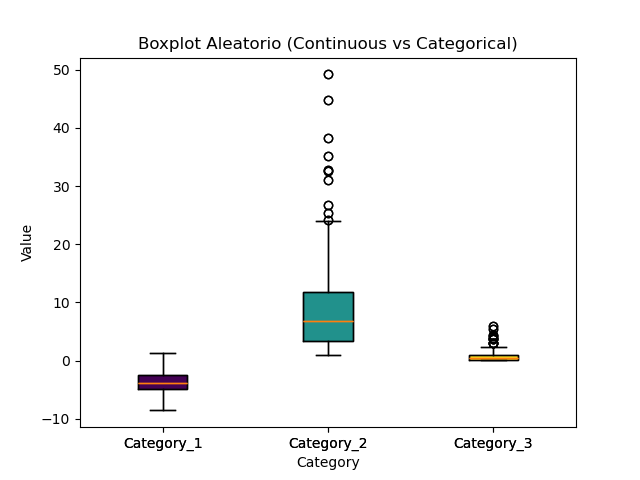 Boxplot Aleatorio (Continuous vs Categorical)
50
40
30
20
10
0
−10
Value
Category_1 Category_2 Category_3
Category